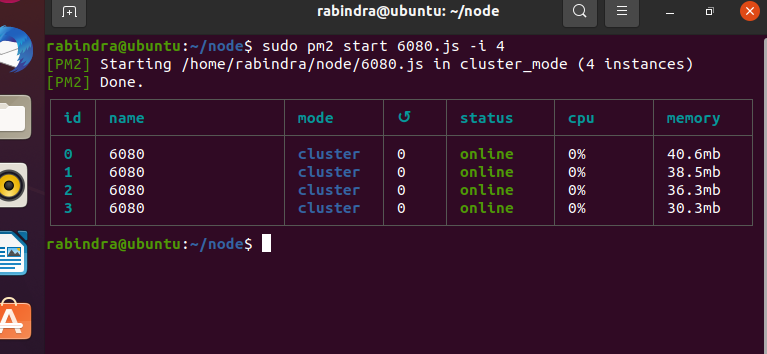 rabindra@ubuntu: ~/node
rabindra@ubuntu:~/node$ sudo pm2 start 6080.js -i 4
[PM2] Starting /home/rabindra/node/6080.js in cluster_mode (4 instances)
[PM2] Done.
id name mode ↺ status cpu memory
0 6080 cluster 0 online 0% 40.6mb
1 6080 cluster 0 online 0% 38.5mb
2 6080 cluster 0 online 0% 36.3mb
3 6080 cluster 0 online 0% 30.3mb
rabindra@ubuntu:~/node$